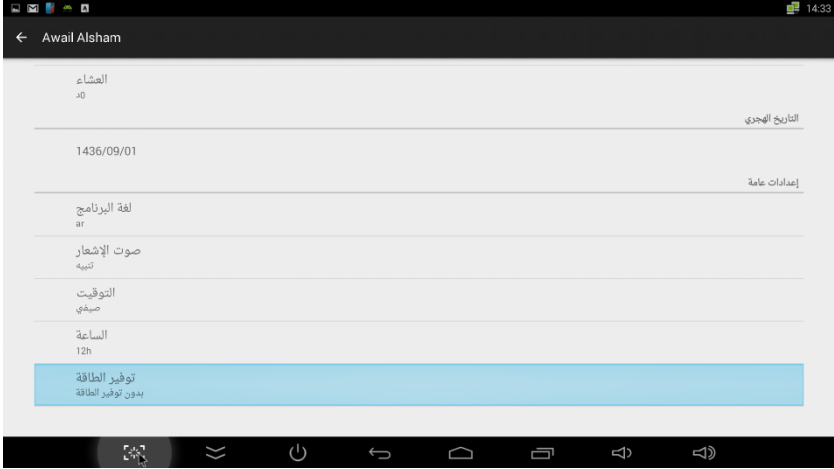 14:33
Awail Alsham
العشاء
0د
التاريخ الهجري
1436/09/01
إعدادات عامة
لغة البرنامج
ar
صوت الإشعار
تنبيه
التوقيت
صيفي
الساعة
12h
توفير الطاقة
بدون توفير الطاقة